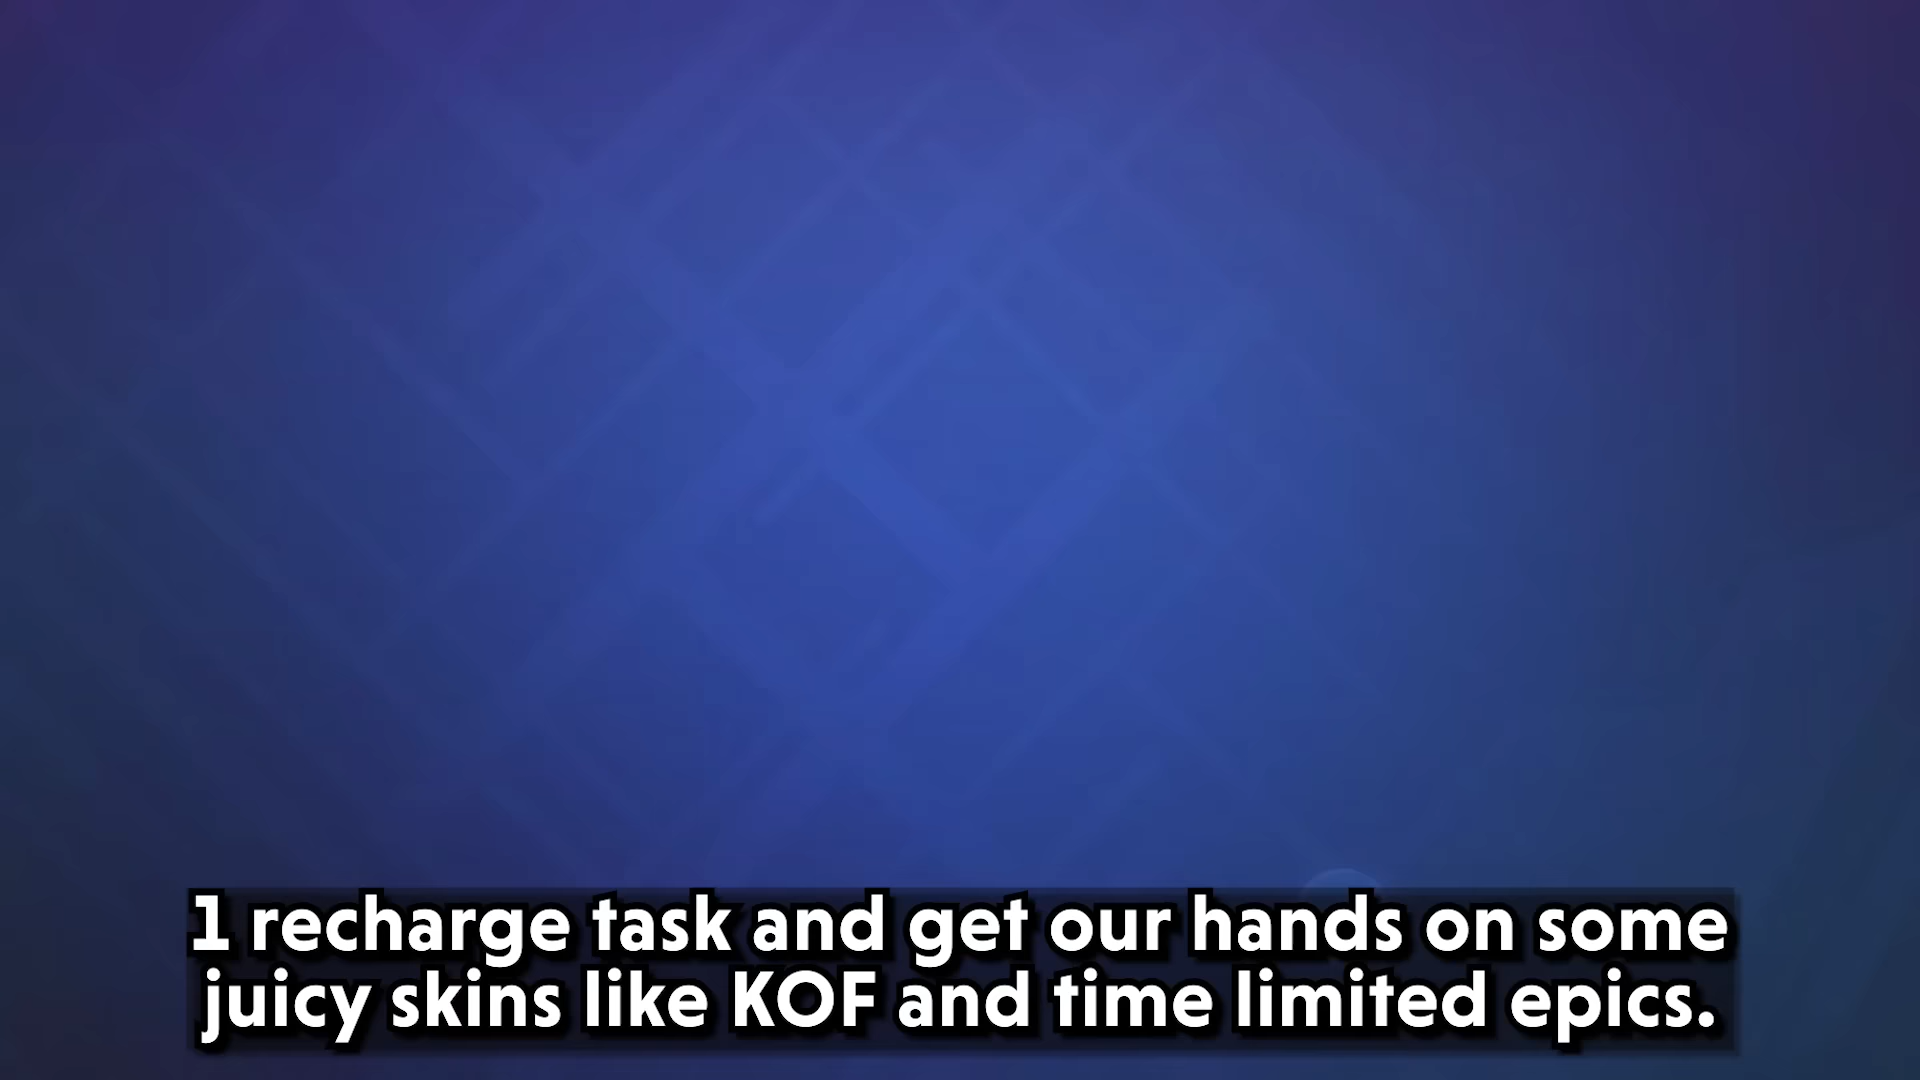 1 recharge task and get our hands on some
juicy skins like KOF and time limited epics.